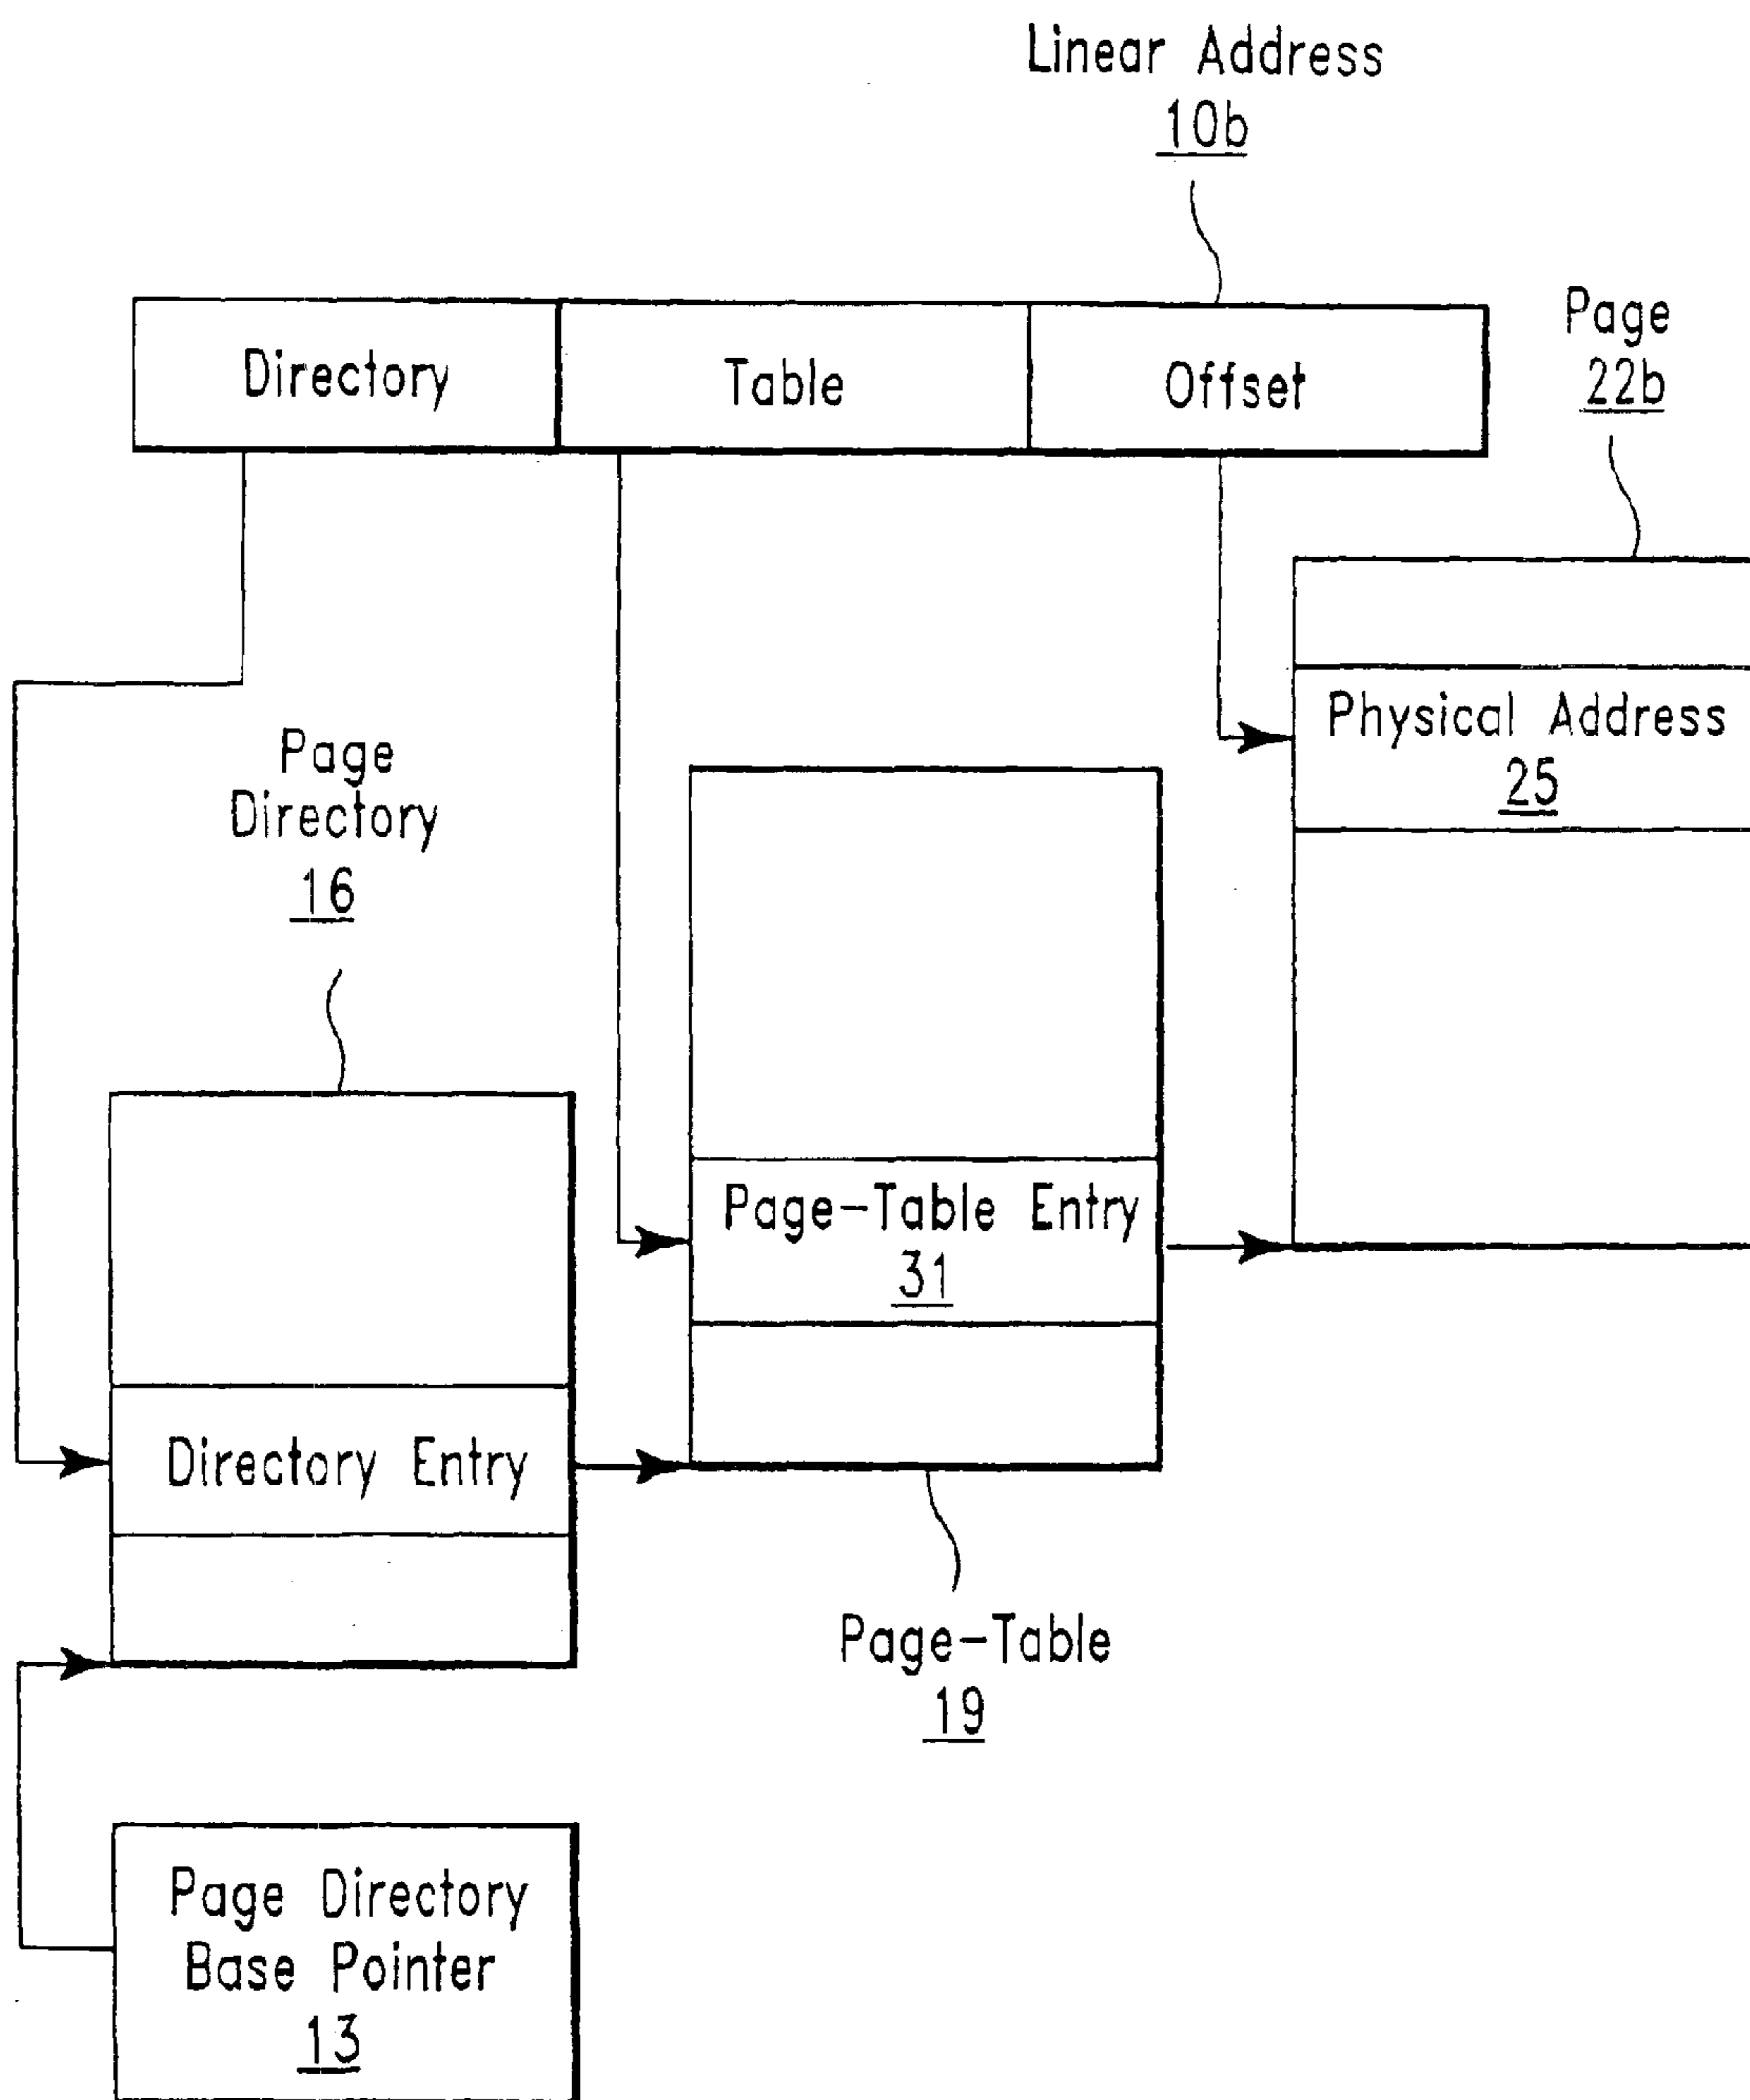 Linear Address
10b
Directory
Table
Offset
Page
22b
Physical Address
25
Page
Directory
16
Page-Table Entry
31
Directory Entry
Page-Table
19
Page Directory
Base Pointer
13